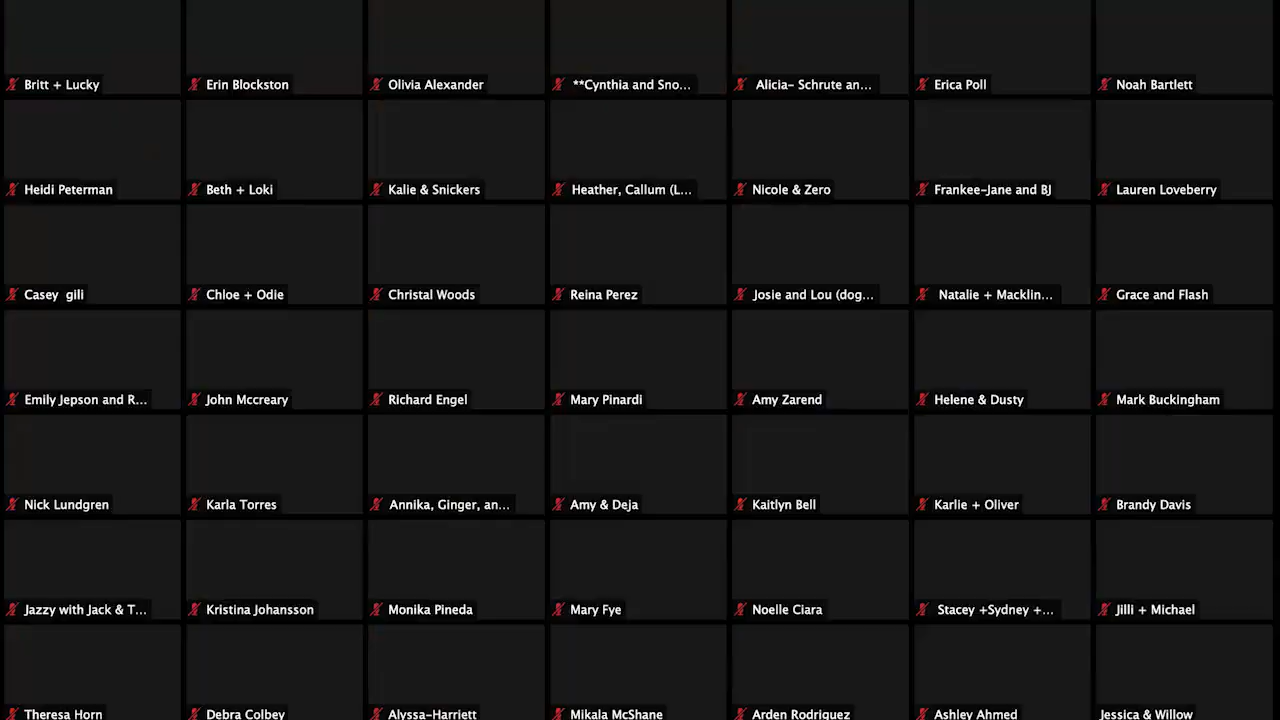 Britt + Lucky
Erin Blockston
Olivia Alexander
**Cynthia and Sno...
Alicia- Schrute an...
Erica Poll
Noah Bartlett
Heidi Peterman
Beth + Loki
Kalie & Snickers
Heather, Callum (L...
Nicole & Zero
Frankee-Jane and BJ
Lauren Loveberry
Casey  gili
Chloe + Odie
Christal Woods
Reina Perez
Josie and Lou (dog...
Natalie + Macklin...
Grace and Flash
Emily Jepson and R...
John Mccreary
Richard Engel
Mary Pinardi
Amy Zarend
Helene & Dusty
Mark Buckingham
Nick Lundgren
Karla Torres
Annika, Ginger, an...
Amy & Deja
Kaitlyn Bell
Karlie + Oliver
Brandy Davis
Jazzy with Jack & T...
Kristina Johansson
Monika Pineda
Mary Fye
Noelle Ciara
Stacey +Sydney +...
Jilli + Michael
Theresa Horn
Debra Colbey
Alyssa-Harriett
Mikala McShane
Arden Rodriguez
Ashley Ahmed
Jessica & Willow